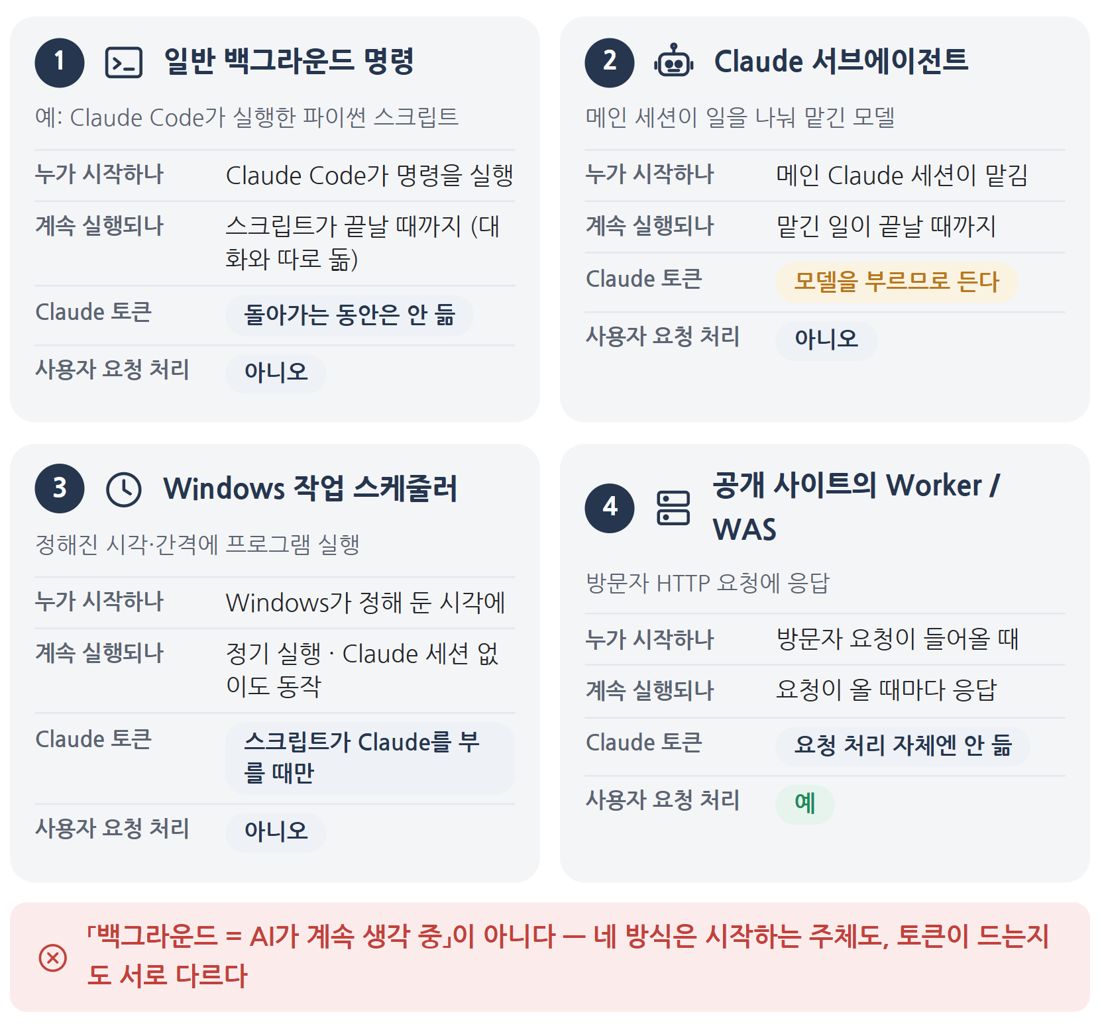 1 일반 백그라운드 명령
예: Claude Code가 실행한 파이썬 스크립트
누가 시작하나 Claude Code가 명령을 실행
계속 실행되나 스크립트가 끝날 때까지 (대
화와 따로 돎)
Claude 토큰 돌아가는 동안은 안 듦
사용자 요청 처리 아니오
2 Claude 서브에이전트
메인 세션이 일을 나눠 맡긴 모델
누가 시작하나 메인 Claude 세션이 맡김
계속 실행되나 맡긴 일이 끝날 때까지
Claude 토큰 모델을 부르므로 든다
사용자 요청 처리 아니오
3 Windows 작업 스케줄러
정해진 시각·간격에 프로그램 실행
누가 시작하나 Windows가 정해 둔 시각에
계속 실행되나 정기 실행 · Claude 세션 없
이도 동작
Claude 토큰 스크립트가 Claude를 부
를 때만
사용자 요청 처리 아니오
4 공개 사이트의 Worker /
WAS
방문자 HTTP 요청에 응답
누가 시작하나 방문자 요청이 들어올 때
계속 실행되나 요청이 올 때마다 응답
Claude 토큰 요청 처리 자체엔 안 듦
사용자 요청 처리 예
「백그라운드 = AI가 계속 생각 중」이 아니다 — 네 방식은 시작하는 주체도, 토큰이 드는지
도 서로 다르다